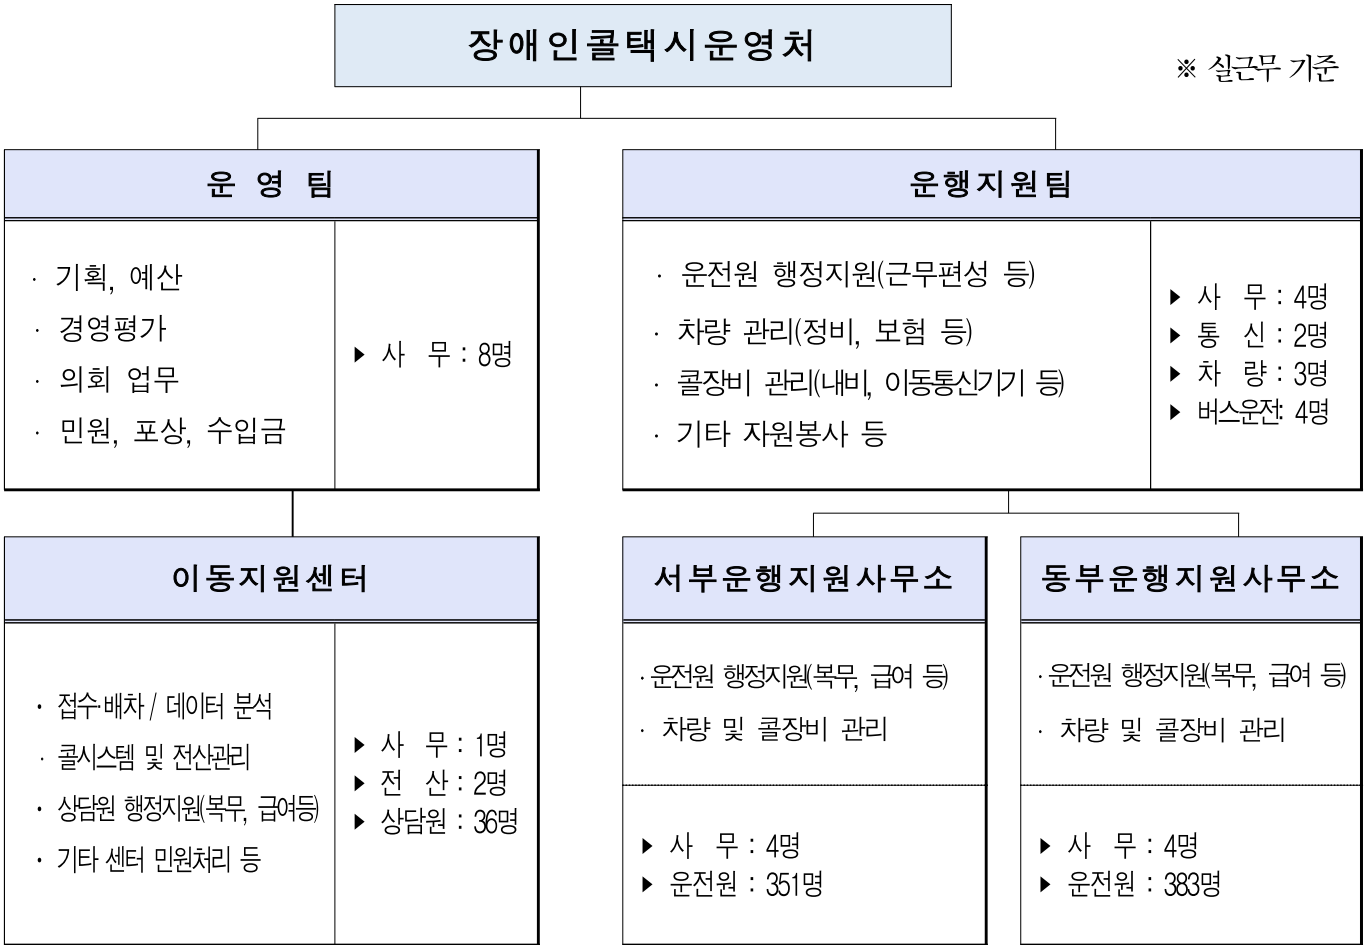 장애인콜택시운영처
※ 실근무 기준
운 영 팀
· 기획, 예산
· 경영평가
· 의회 업무
· 민원, 포상, 수입금
▶ 사 무 : 8명
운행지원팀
· 운전원 행정지원(근무편성 등)
· 차량 관리(정비, 보험 등)
· 콜장비 관리(내비, 이동통신기기 등)
· 기타 자원봉사 등
▶ 사 무 : 4명
▶ 통 신 : 2명
▶ 차 량 : 3명
▶ 버스운전: 4명
이동지원센터
· 접수·배차 / 데이터 분석
· 콜시스템 및 전산관리
· 상담원 행정지원(복무, 급여등)
· 기타 센터 민원처리 등
▶ 사 무 : 1명
▶ 전 산 : 2명
▶ 상담원 : 36명
서부운행지원사무소
· 운전원 행정지원(복무, 급여 등)
· 차량 및 콜장비 관리
▶ 사 무 : 4명
▶ 운전원 : 351명
동부운행지원사무소
· 운전원 행정지원(복무, 급여 등)
· 차량 및 콜장비 관리
▶ 사 무 : 4명
▶ 운전원 : 383명